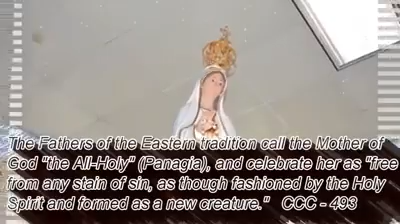 The Fathers of the Eastern tradition call the Mother of
God "the All-Holy" (Panagia), and celebrate her as "free
from any stain of sin, as though fashioned by the Holy
Spirit and formed as a new creature."   CCC - 493